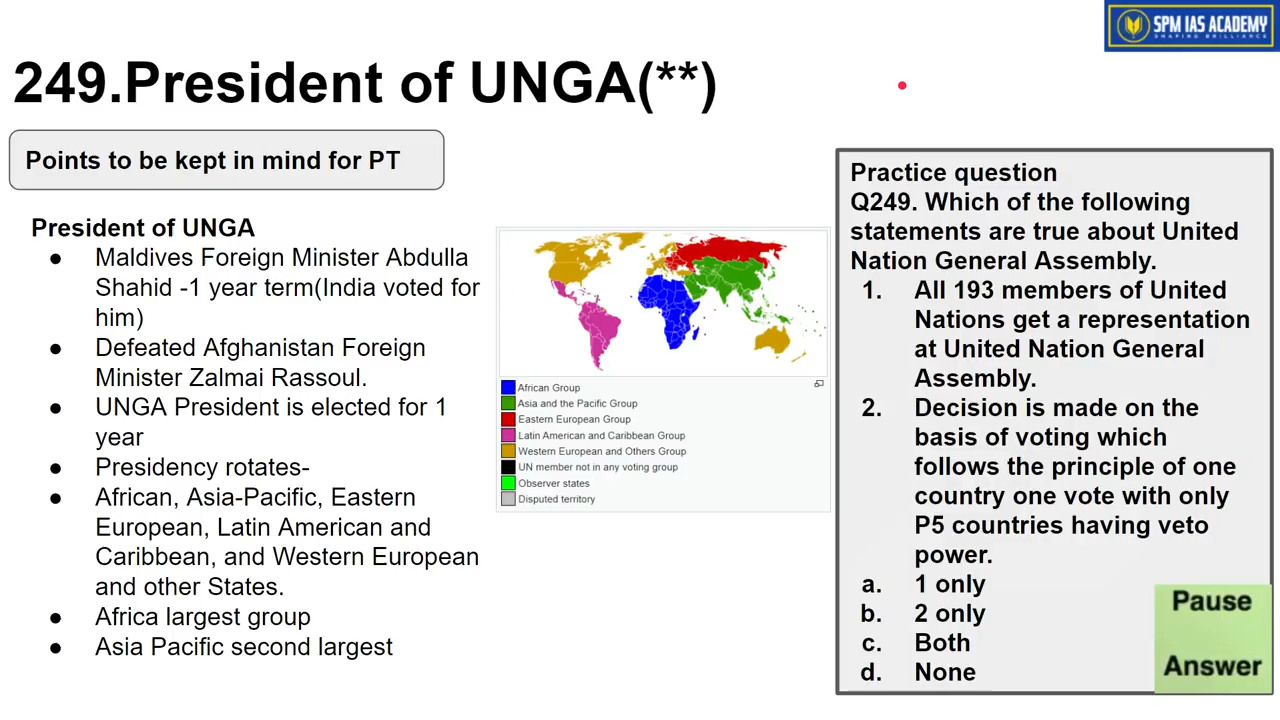 SPM IAS ACADEMY
SHAPING BRILLIANCE
249.President of UNGA(**)
Points to be kept in mind for PT
President of UNGA
● Maldives Foreign Minister Abdulla
Shahid -1 year term(India voted for
him)
● Defeated Afghanistan Foreign
Minister Zalmai Rassoul.
● UNGA President is elected for 1
year
● Presidency rotates-
● African, Asia-Pacific, Eastern
European, Latin American and
Caribbean, and Western European
and other States.
● Africa largest group
● Asia Pacific second largest
African Group
Asia and the Pacific Group
Eastern European Group
Latin American and Caribbean Group
Western European and Others Group
UN member not in any voting group
Observer states
Disputed territory
Practice question
Q249. Which of the following
statements are true about United
Nation General Assembly.
1. All 193 members of United
Nations get a representation
at United Nation General
Assembly.
2. Decision is made on the
basis of voting which
follows the principle of one
country one vote with only
P5 countries having veto
power.
a. 1 only
b. 2 only
c. Both
d. None
Pause
Answer